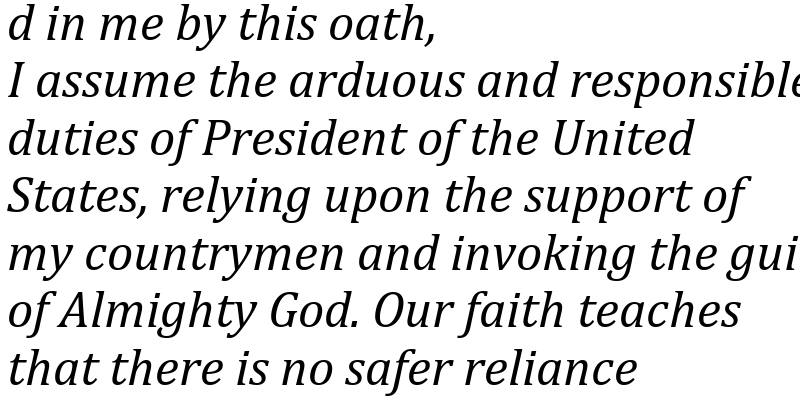 d in me by this oath,
I assume the arduous and responsible
duties of President of the United
States, relying upon the support of
my countrymen and invoking the gui
of Almighty God. Our faith teaches
that there is no safer reliance